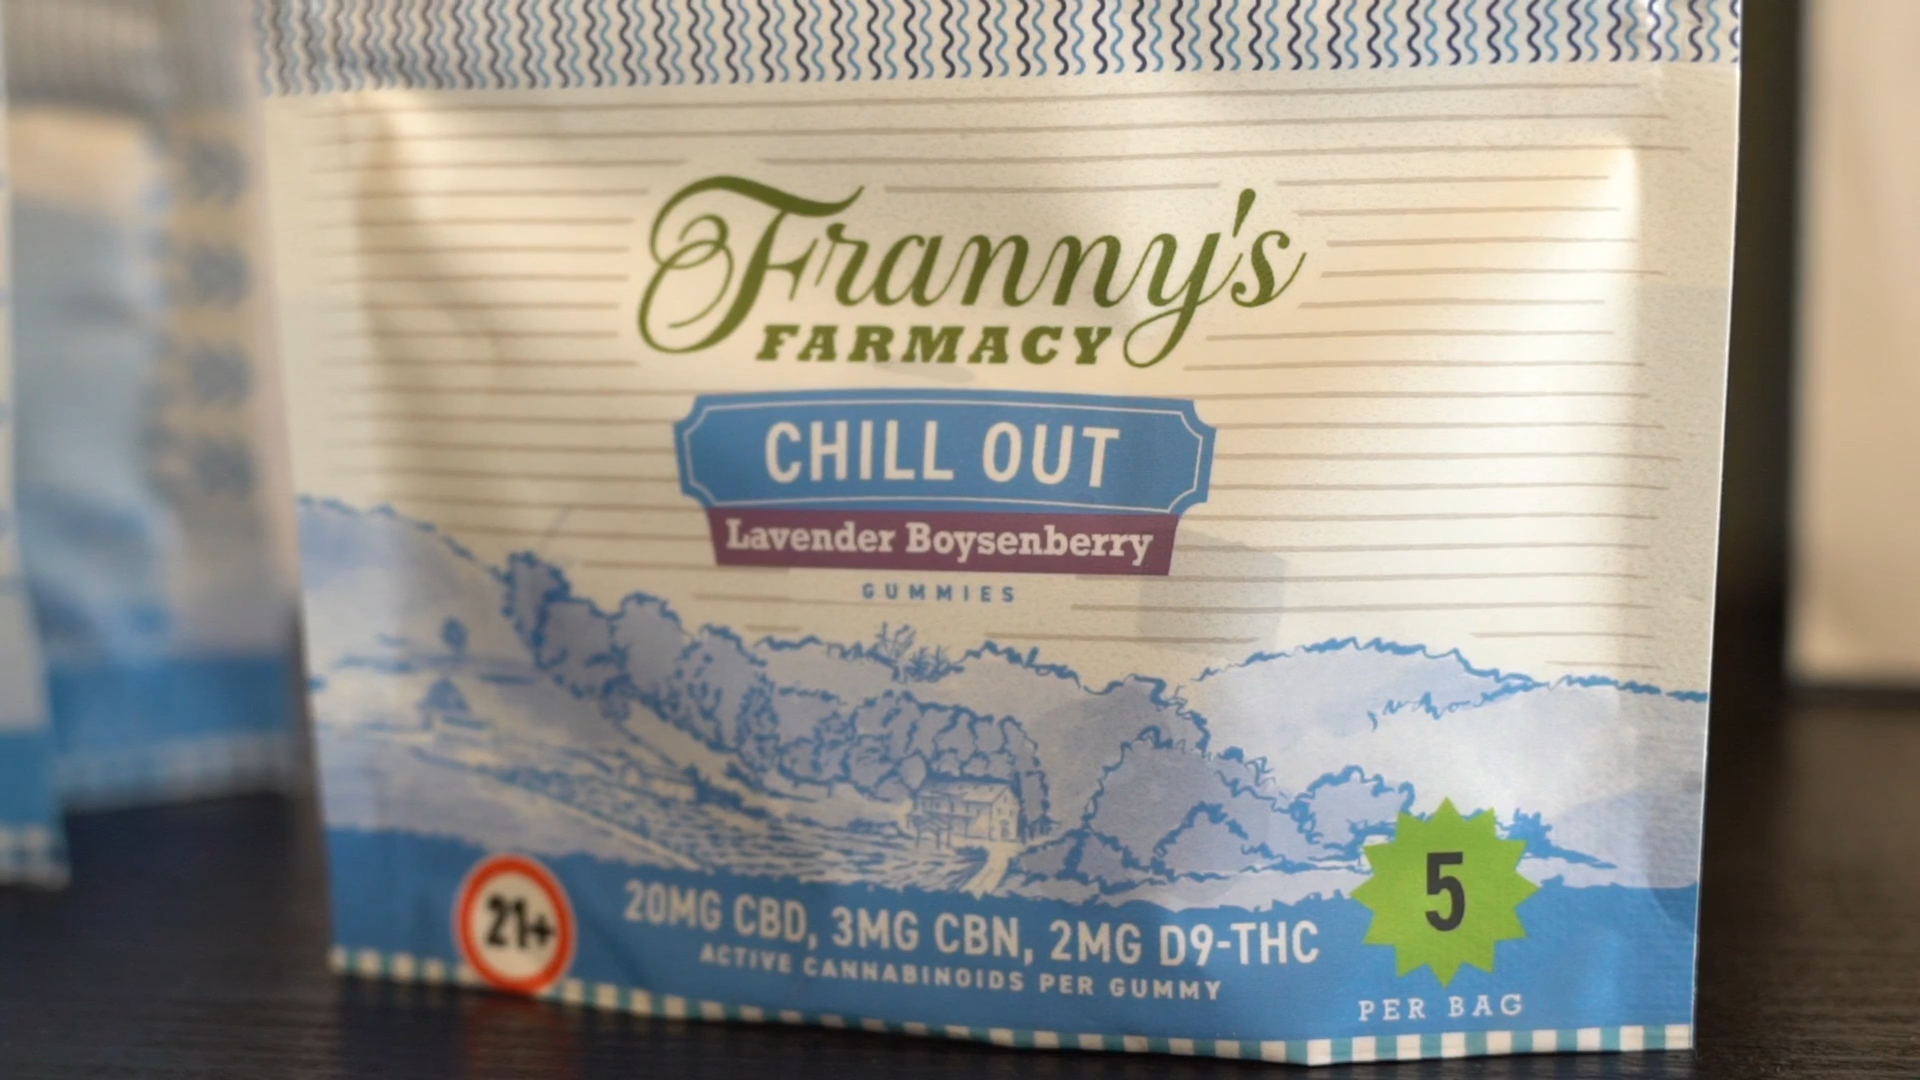 Franny's
FARMACY
CHILL OUT
Lavender Boysenberry
GUMMIES
21+
20MG CBD, 3MG CBN, 2MG D9-THC
ACTIVE CANNABINOIDS PER GUMMY
5
PER BAG